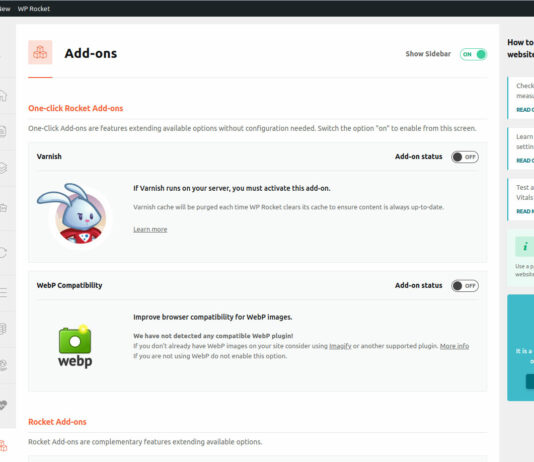 New WP Rocket
Add-ons
Show Sidebar ON
One-click Rocket Add-ons
One-Click Add-ons are features extending available options without configuration needed. Switch the option "on" to enable from this screen.
Varnish
Add-on status OFF
If Varnish runs on your server, you must activate this add-on.
Varnish cache will be purged each time WP Rocket clears its cache to ensure content is always up-to-date.
Learn more
WebP Compatibility
Add-on status OFF
Improve browser compatibility for WebP images.
We have not detected any compatible WebP plugin!
If you don't already have WebP images on your site consider using Imagify or another supported plugin. More info
If you are not using WebP do not enable this option.
webp
Rocket Add-ons
Rocket Add-ons are complementary features extending available options.
How to
website
Check
measu
READ
Learn
settin
READ
Test a
Vitals
READ
i
Use a p
website
It is a